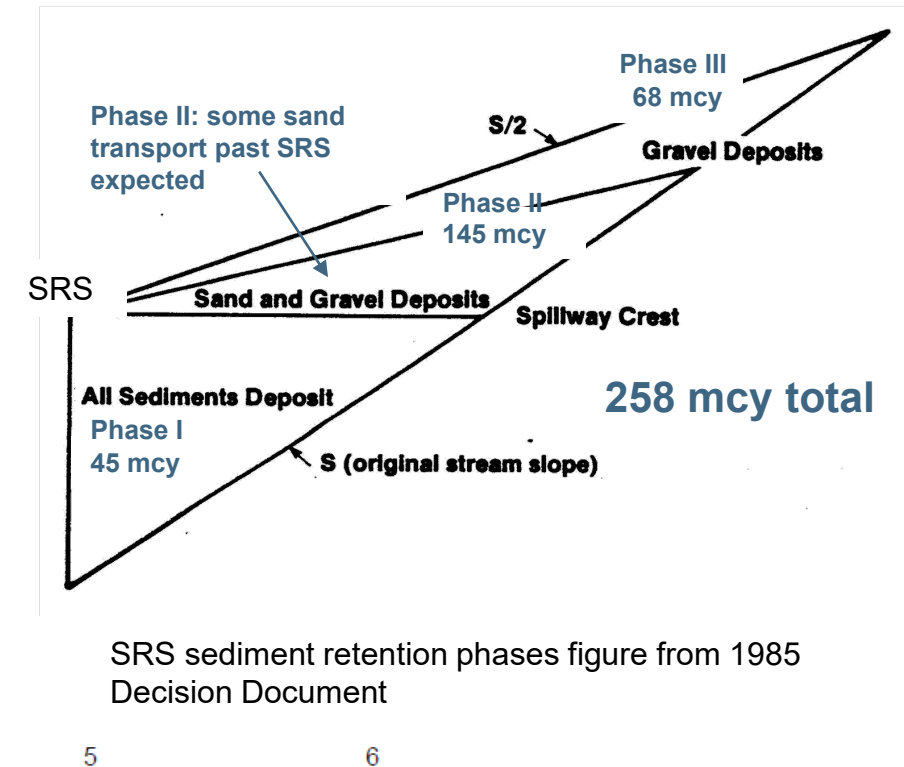 Phase III
68 mcy
Phase II: some sand
transport past SRS
expected
S/2
Gravel Deposits
Phase II
145 mcy
SRS
Sand and Gravel Deposits
Spillway Crest
All Sediments Deposit
258 mcy total
Phase I
45 mcy
S (original stream slope)
SRS sediment retention phases figure from 1985
Decision Document
5 6